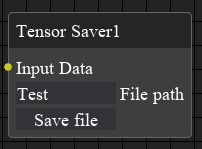 Tensor Saver1
Input Data
Test File path
Save file